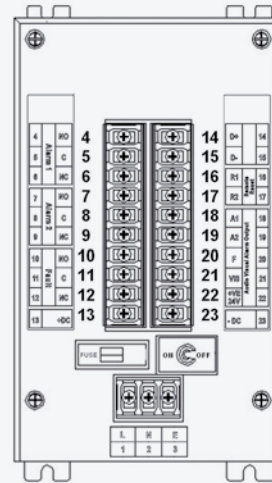 4 NO 4 14 D+ 14
5 C 5 15 D- 15
6 NC 6 16 R1 16
7 NO 7 17 R2 17
8 C 8 18 A1 18
9 NC 9 19 A2 19
10 NO 10 20 F 20
11 C 11 21 VIS 21
12 NC 12 22 +VE 24V 22
13 +DC 13 23 -DC 23
Alarm 1
Alarm 2
Fault
Remote Reset
Audio Visual Alarm Output
FUSE
ON OFF
L N E
1 2 3